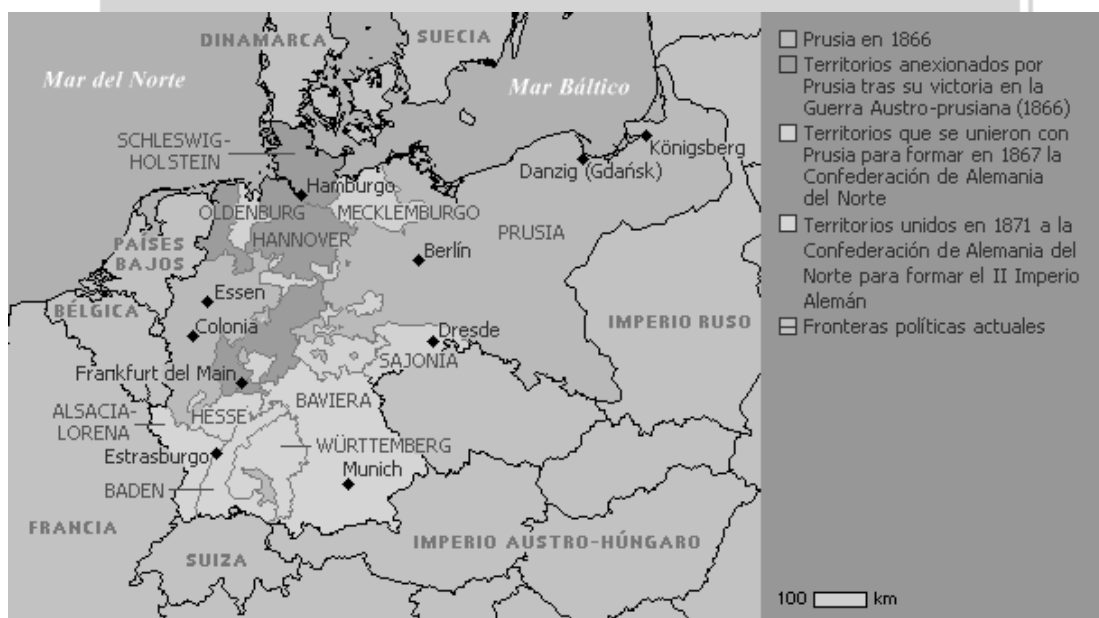 DINAMARCA
SUECIA
Mar del Norte
Mar Báltico
SCHLESWIG-
HOLSTEIN
Königsberg
Danzig (Gdańsk)
Hamburgo
OLDENBURG
MECKLEMBURGO
HANNOVER
PRUSIA
PAÍSES
BAJOS
Berlín
Essen
BÉLGICA
Colonia
Dresde
IMPERIO RUSO
SAJONIA
Frankfurt del Main
BAVIERA
ALSACIA-
LORENA
HESSE
WÜRTTEMBERG
Estrasburgo
Munich
BADEN
FRANCIA
IMPERIO AUSTRO-HÚNGARO
SUIZA
Prusia en 1866
Territorios anexionados por
Prusia tras su victoria en la
Guerra Austro-prusiana (1866)
Territorios que se unieron con
Prusia para formar en 1867 la
Confederación de Alemania
del Norte
Territorios unidos en 1871 a la
Confederación de Alemania del
Norte para formar el II Imperio
Alemán
Fronteras políticas actuales
100 km